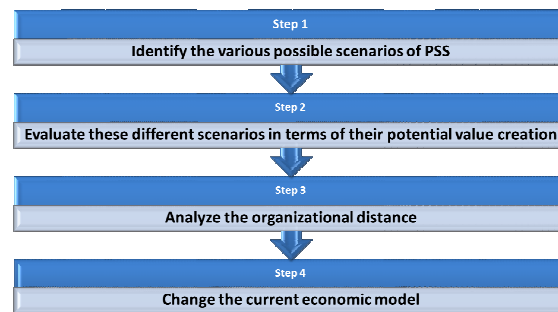 Step 1
Identify the various possible scenarios of PSS
Step 2
Evaluate these different scenarios in terms of their potential value creation
Step 3
Analyze the organizational distance
Step 4
Change the current economic model